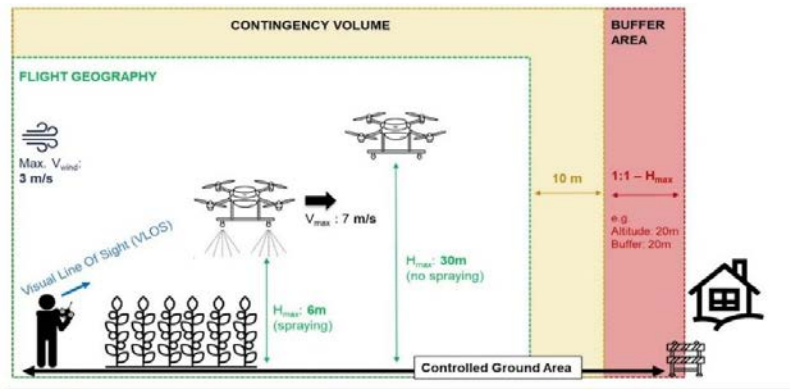 CONTINGENCY VOLUME
BUFFER
AREA
FLIGHT GEOGRAPHY
Max. Vwind:
3 m/s
Vmax : 7 m/s
10 m
1:1 – Hmax
e.g.
Altitude: 20m
Buffer: 20m
Visual Line Of Sight (VLOS)
Hmax: 30m
(no spraying)
Hmax: 6m
(spraying)
Controlled Ground Area